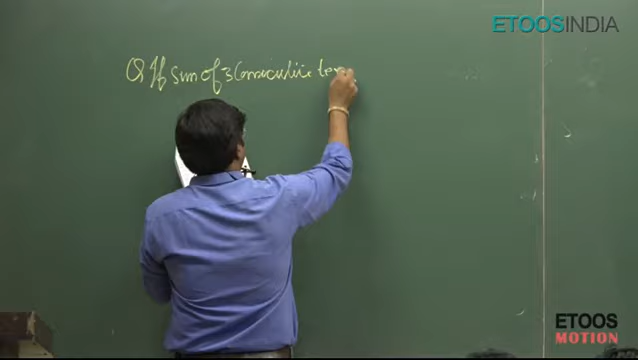 ETOOSINDIA
Q If Sum of 3 Consecutive ter
ETOOS
MOTION